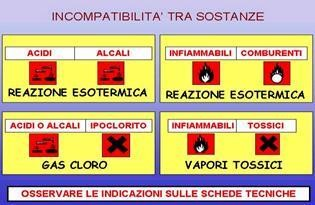 INCOMPATIBILITA' TRA SOSTANZE
ACIDI ALCALI
REAZIONE ESOTERMICA
INFIAMMABILI COMBURENTI
REAZIONE ESOTERMICA
ACIDI O ALCALI IPOCLORITO
GAS CLORO
INFIAMMABILI TOSSICI
VAPORI TOSSICI
OSSERVARE LE INDICAZIONI SULLE SCHEDE TECNICHE